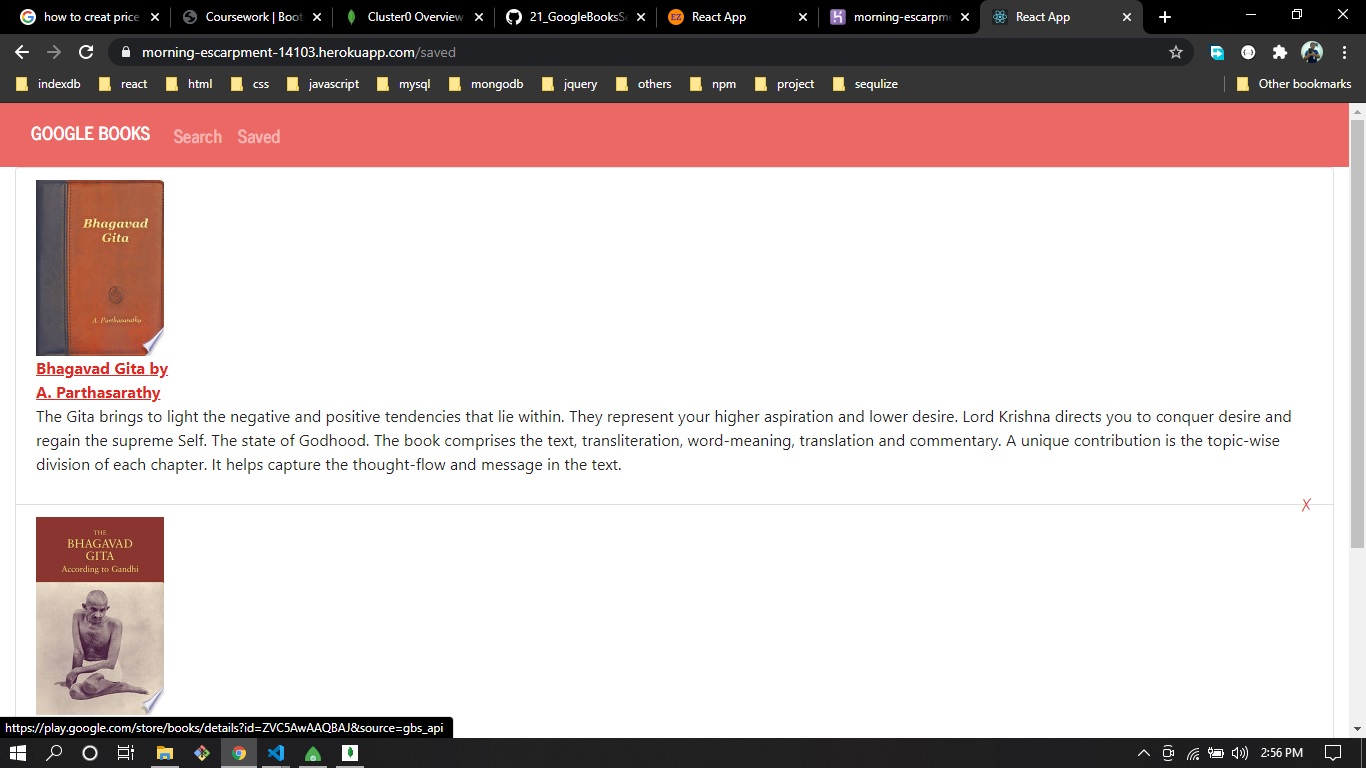 how to creat price
Coursework | Boot
Cluster0 Overview
21_GoogleBooksSe
React App
morning-escarpme
React App
morning-escarpment-14103.herokuapp.com/saved
indexdb
react
html
css
javascript
mysql
mongodb
jquery
others
npm
project
sequlize
Other bookmarks
GOOGLE BOOKS
Search
Saved
Bhagavad
Gita
A. Parthasarathy
Bhagavad Gita by
A. Parthasarathy
The Gita brings to light the negative and positive tendencies that lie within. They represent your higher aspiration and lower desire. Lord Krishna directs you to conquer desire and
regain the supreme Self. The state of Godhood. The book comprises the text, transliteration, word-meaning, translation and commentary. A unique contribution is the topic-wise
division of each chapter. It helps capture the thought-flow and message in the text.
X
THE
BHAGAVAD
GITA
According to Gandhi
https://play.google.com/store/books/details?id=ZVC5AwAAQBAJ&source=gbs_api
2:56 PM